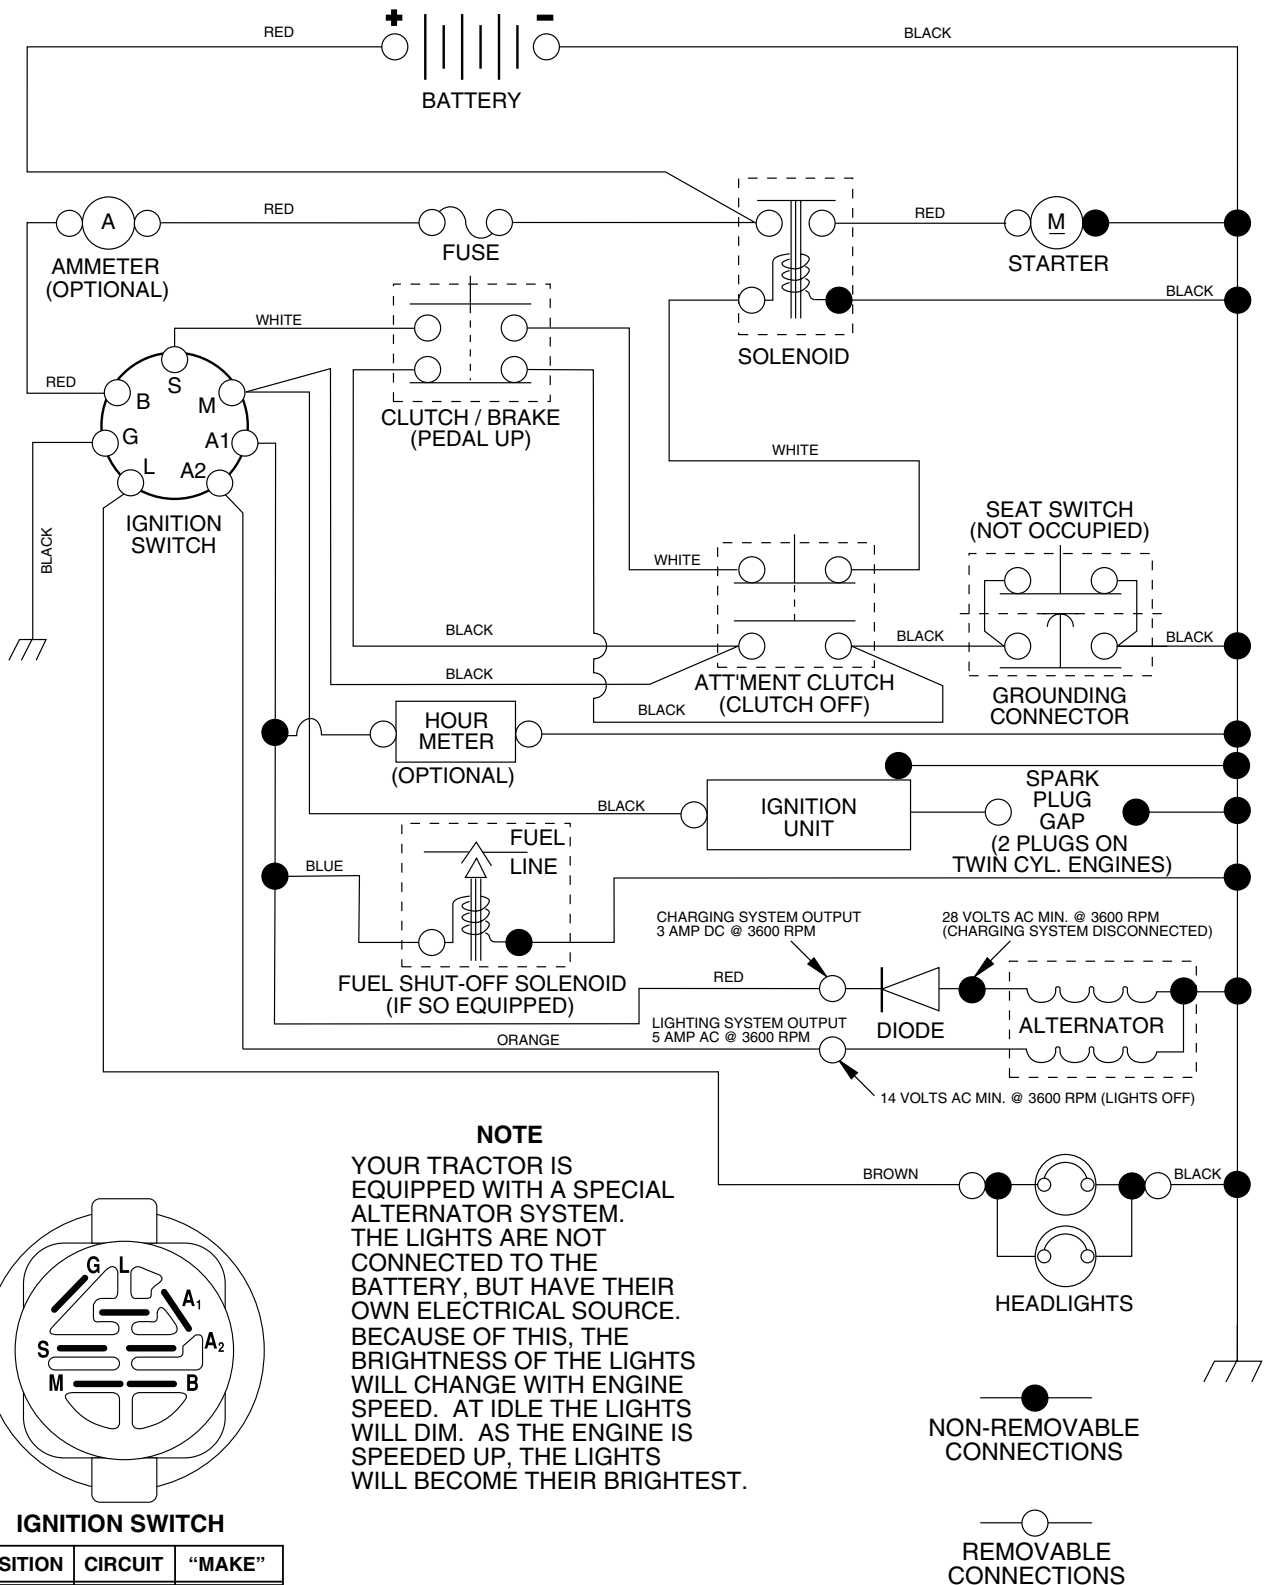 + -
RED
BLACK
BATTERY
A
RED
FUSE
RED
M
STARTER
AMMETER
(OPTIONAL)
BLACK
WHITE
SOLENOID
RED
S
B
M
G
A1
L
A2
CLUTCH / BRAKE
(PEDAL UP)
WHITE
IGNITION
SWITCH
BLACK
SEAT SWITCH
(NOT OCCUPIED)
WHITE
BLACK
BLACK
BLACK
BLACK
BLACK
ATT'MENT CLUTCH
(CLUTCH OFF)
GROUNDING
CONNECTOR
HOUR
METER
(OPTIONAL)
BLACK
IGNITION
UNIT
SPARK
PLUG
GAP
(2 PLUGS ON
TWIN CYL. ENGINES)
FUEL
LINE
BLUE
FUEL SHUT-OFF SOLENOID
(IF SO EQUIPPED)
CHARGING SYSTEM OUTPUT
3 AMP DC @ 3600 RPM
28 VOLTS AC MIN. @ 3600 RPM
(CHARGING SYSTEM DISCONNECTED)
RED
DIODE
ALTERNATOR
LIGHTING SYSTEM OUTPUT
5 AMP AC @ 3600 RPM
ORANGE
14 VOLTS AC MIN. @ 3600 RPM (LIGHTS OFF)
BROWN
BLACK
HEADLIGHTS
NOTE
YOUR TRACTOR IS
EQUIPPED WITH A SPECIAL
ALTERNATOR SYSTEM.
THE LIGHTS ARE NOT
CONNECTED TO THE
BATTERY, BUT HAVE THEIR
OWN ELECTRICAL SOURCE.
BECAUSE OF THIS, THE
BRIGHTNESS OF THE LIGHTS
WILL CHANGE WITH ENGINE
SPEED. AT IDLE THE LIGHTS
WILL DIM. AS THE ENGINE IS
SPEEDED UP, THE LIGHTS
WILL BECOME THEIR BRIGHTEST.
G L
A1
A2
S
M
B
IGNITION SWITCH
SITION CIRCUIT “MAKE”
NON-REMOVABLE
CONNECTIONS
REMOVABLE
CONNECTIONS